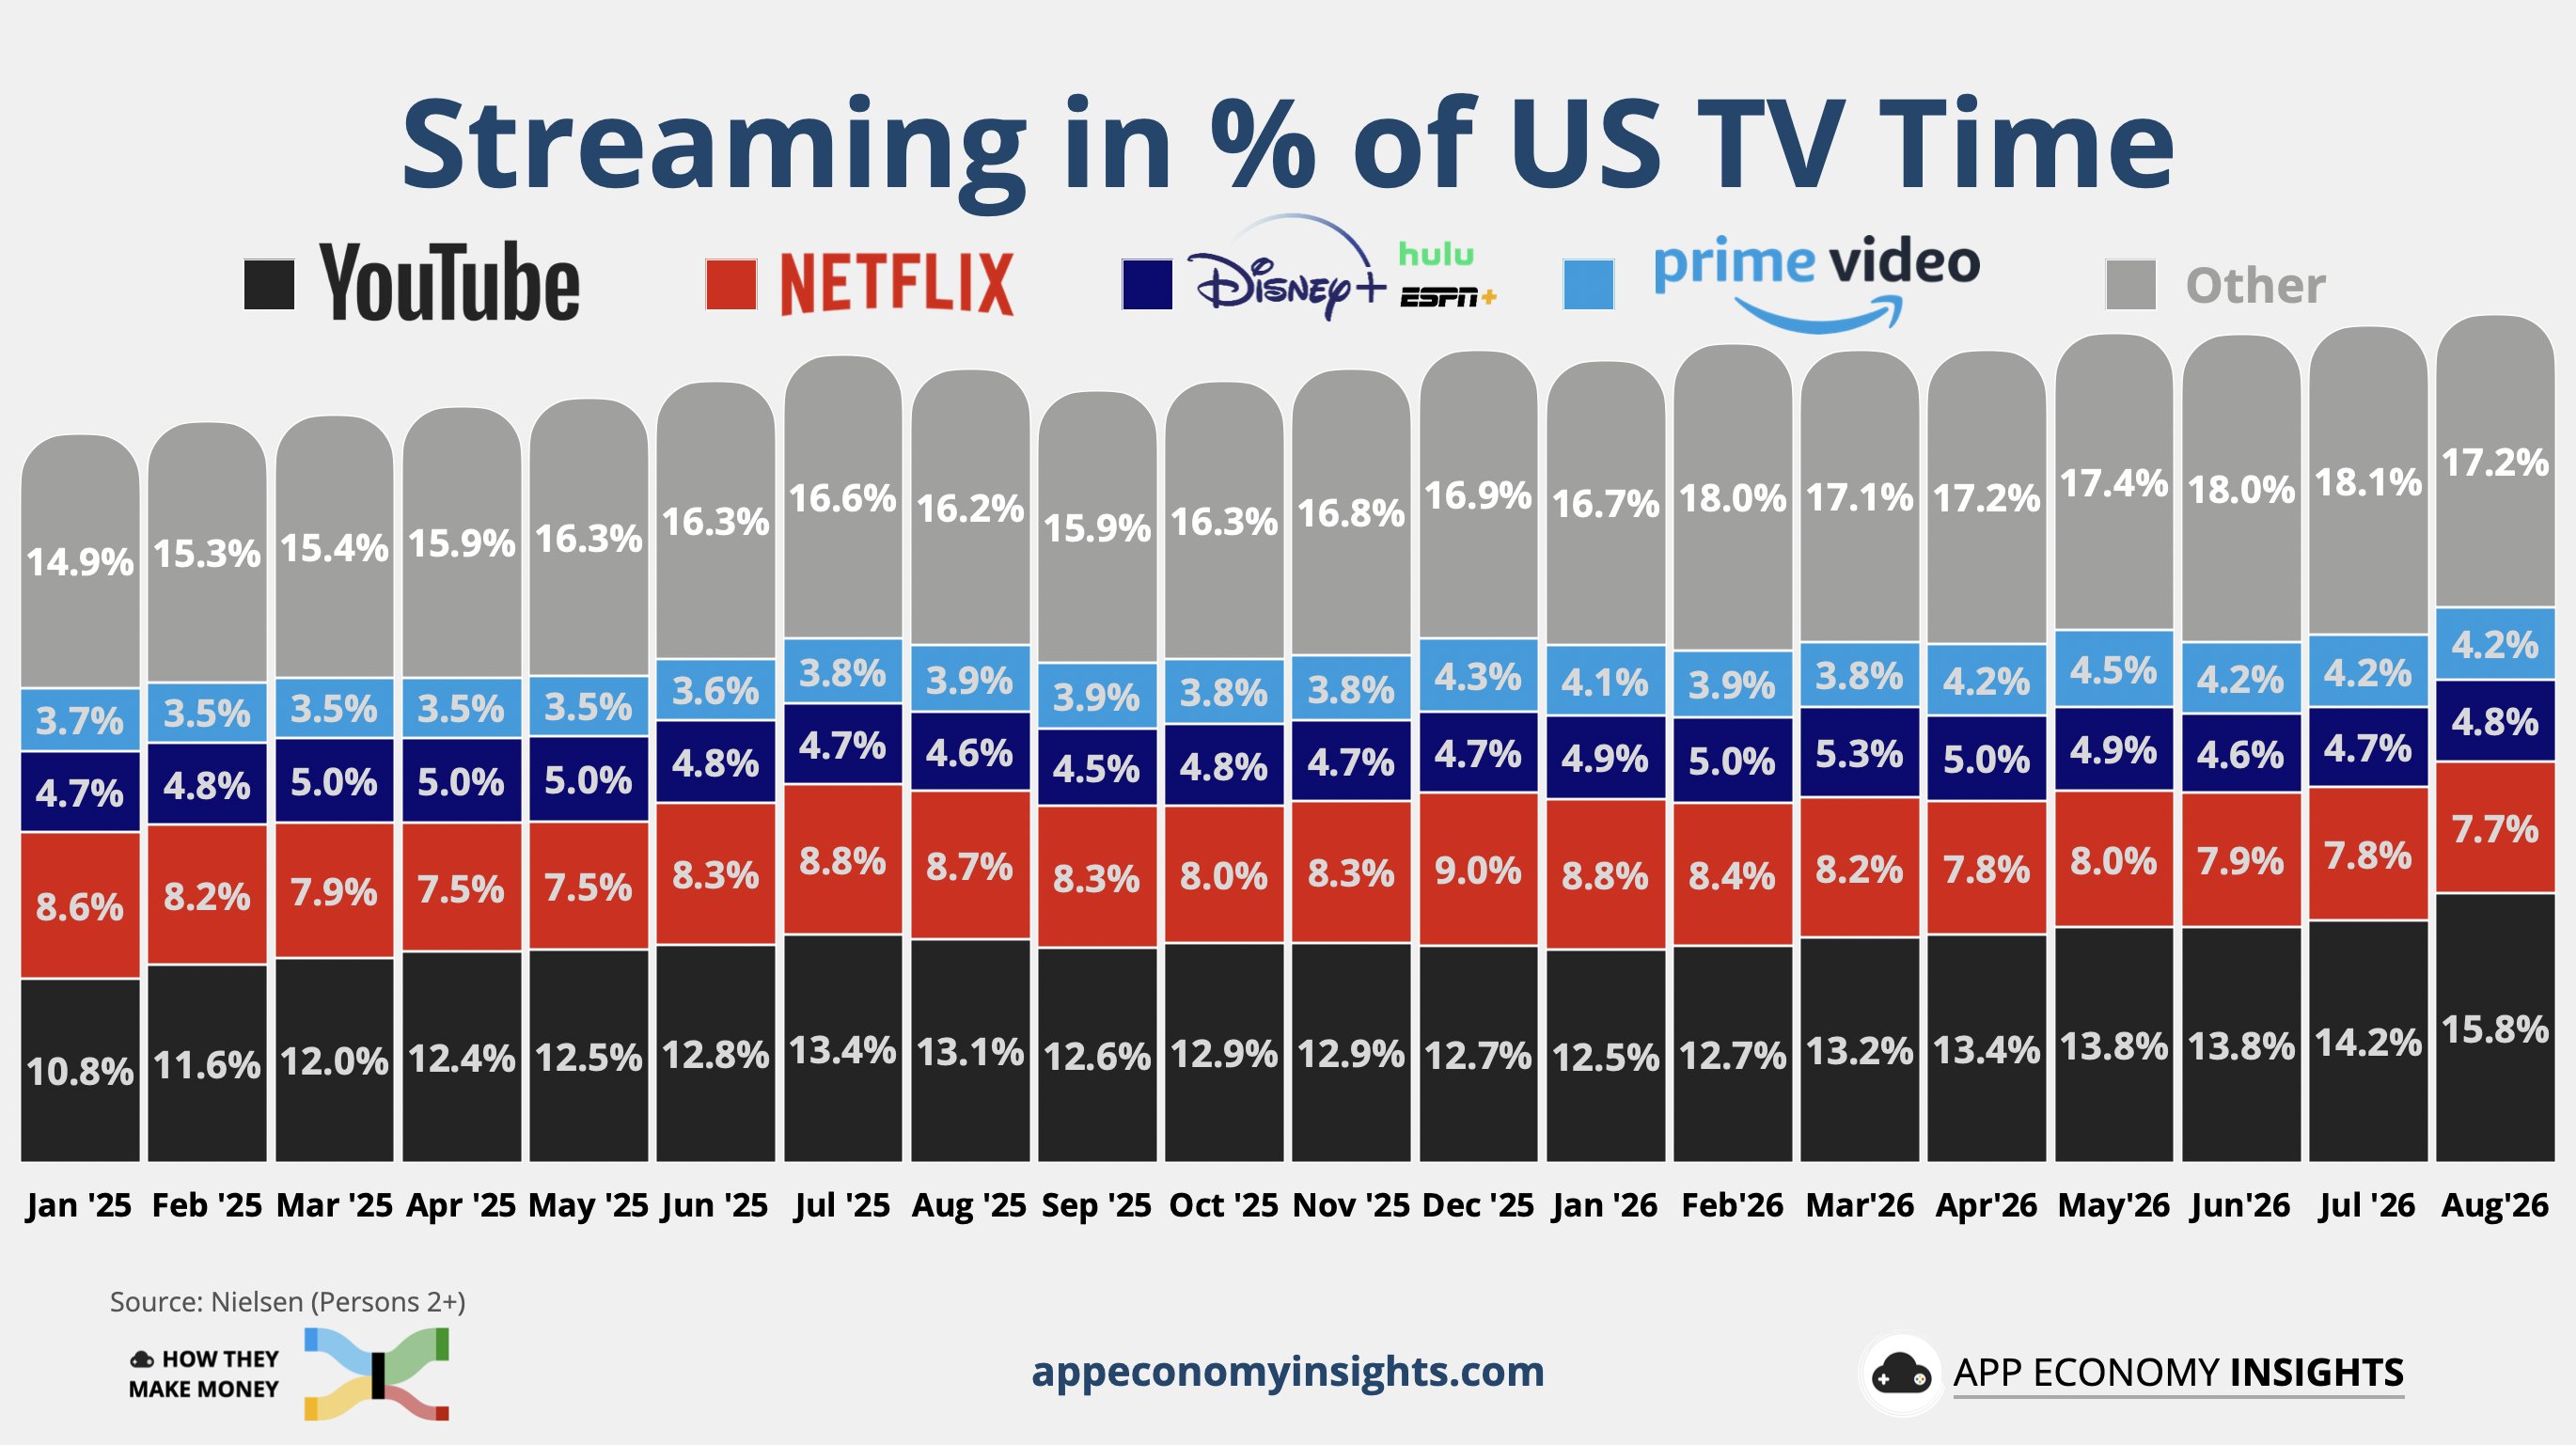 Streaming in % of US TV Time
YouTube
NETFLIX
Disney+
hulu
ESPN+
prime video
Other
14.9% 15.3% 15.4% 15.9% 16.3% 16.3% 16.6% 16.2% 15.9% 16.3% 16.8% 16.9% 16.7% 18.0% 17.1% 17.2% 17.4% 18.0% 18.1% 17.2%
3.7% 3.5% 3.5% 3.5% 3.5% 3.6% 3.8% 3.9% 3.9% 3.8% 3.8% 4.3% 4.1% 3.9% 3.8% 4.2% 4.5% 4.2% 4.2% 4.2%
4.7% 4.8% 5.0% 5.0% 5.0% 4.8% 4.7% 4.6% 4.5% 4.8% 4.7% 4.7% 4.9% 5.0% 5.3% 5.0% 4.9% 4.6% 4.7% 4.8%
8.6% 8.2% 7.9% 7.5% 7.5% 8.3% 8.8% 8.7% 8.3% 8.0% 8.3% 9.0% 8.8% 8.4% 8.2% 7.8% 8.0% 7.9% 7.8% 7.7%
10.8% 11.6% 12.0% 12.4% 12.5% 12.8% 13.4% 13.1% 12.6% 12.9% 12.9% 12.7% 12.5% 12.7% 13.2% 13.4% 13.8% 13.8% 14.2% 15.8%
Jan '25 Feb '25 Mar '25 Apr '25 May '25 Jun '25 Jul '25 Aug '25 Sep '25 Oct '25 Nov '25 Dec '25 Jan '26 Feb'26 Mar'26 Apr'26 May'26 Jun'26 Jul '26 Aug'26
Source: Nielsen (Persons 2+)
HOW THEY
MAKE MONEY
appeconomyinsights.com
APP ECONOMY INSIGHTS